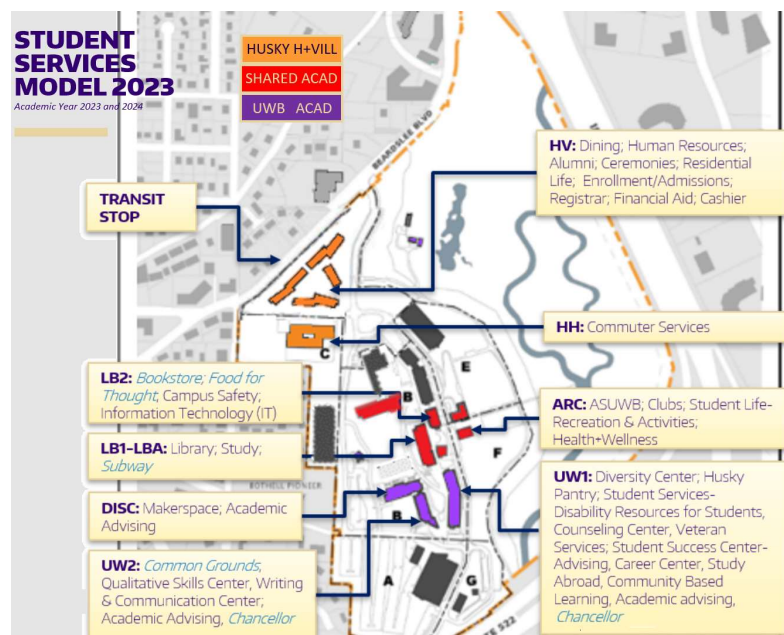 STUDENT
SERVICES
MODEL 2023
Academic Year 2023 and 2024
HUSKY H+VILL
SHARED ACAD
UWB ACAD
BEARDSLEE BLVD
HV: Dining; Human Resources;
Alumni; Ceremonies; Residential
Life; Enrollment/Admissions;
Registrar; Financial Aid; Cashier
TRANSIT
STOP
HH: Commuter Services
C
E
LB2: Bookstore; Food for
Thought; Campus Safety;
Information Technology (IT)
B
ARC: ASUWB; Clubs; Student Life-
Recreation & Activities;
Health+Wellness
LB1-LBA: Library; Study;
Subway
F
BOTHELL PIONEER
DISC: Makerspace; Academic
Advising
B
UW1: Diversity Center; Husky
Pantry; Student Services-
Disability Resources for Students,
Counseling Center, Veteran
Services; Student Success Center-
Advising, Career Center, Study
Abroad, Community Based
Learning, Academic advising,
Chancellor
UW2: Common Grounds;
Qualitative Skills Center, Writing
& Communication Center;
Academic Advising, Chancellor
A
G
522